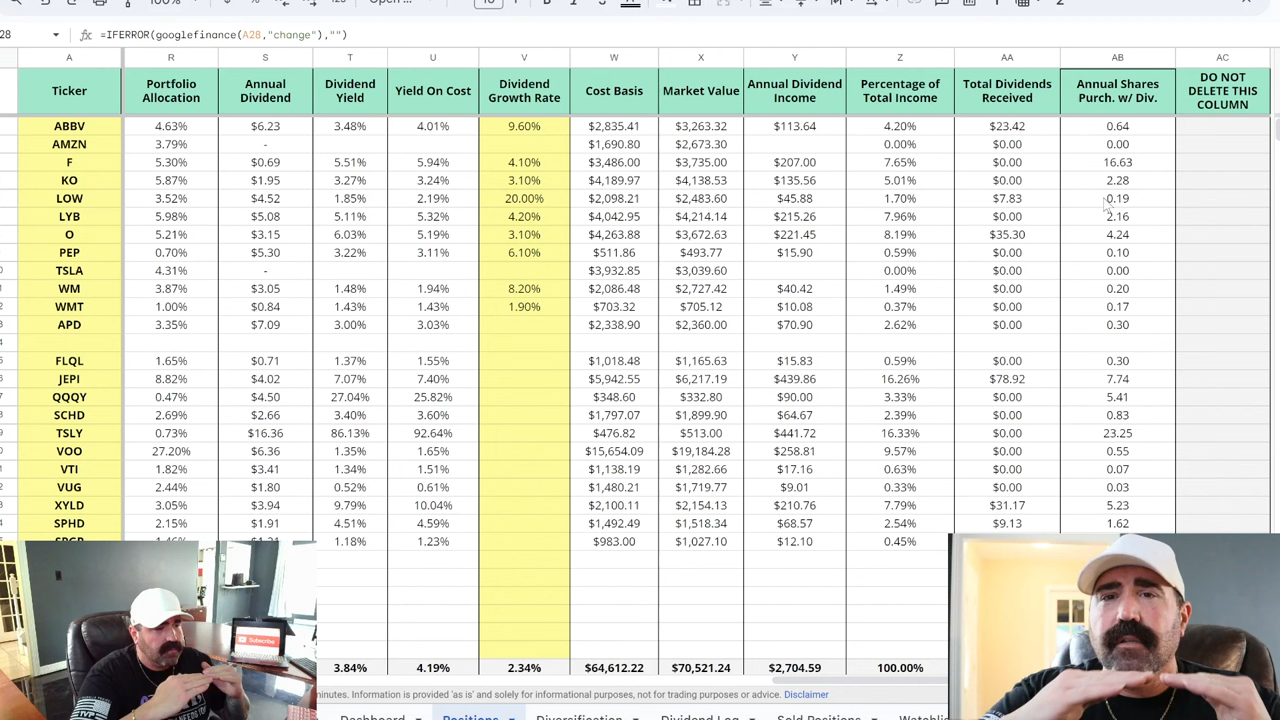 100%
28 fx =IFERROR(googlefinance(A28,"change"),"")
A R S T U V W X Y Z AA AB AC
Ticker Portfolio Allocation Annual Dividend Dividend Yield Yield On Cost Dividend Growth Rate Cost Basis Market Value Annual Dividend Income Percentage of Total Income Total Dividends Received Annual Shares Purch. w/ Div. DO NOT DELETE THIS COLUMN
ABBV 4.63% $6.23 3.48% 4.01% 9.60% $2,835.41 $3,263.32 $113.64 4.20% $23.42 0.64
AMZN 3.79% - $1,690.80 $2,673.30 0.00% $0.00 0.00
F 5.30% $0.69 5.51% 5.94% 4.10% $3,486.00 $3,735.00 $207.00 7.65% $0.00 16.63
KO 5.87% $1.95 3.27% 3.24% 3.10% $4,189.97 $4,138.53 $135.56 5.01% $0.00 2.28
LOW 3.52% $4.52 1.85% 2.19% 20.00% $2,098.21 $2,483.60 $45.88 1.70% $7.83 0.19
LYB 5.98% $5.08 5.11% 5.32% 4.20% $4,042.95 $4,214.14 $215.26 7.96% $0.00 2.16
O 5.21% $3.15 6.03% 5.19% 3.10% $4,263.88 $3,672.63 $221.45 8.19% $35.30 4.24
PEP 0.70% $5.30 3.22% 3.11% 6.10% $511.86 $493.77 $15.90 0.59% $0.00 0.10
TSLA 4.31% - $3,932.85 $3,039.60 0.00% $0.00 0.00
WM 3.87% $3.05 1.48% 1.94% 8.20% $2,086.48 $2,727.42 $40.42 1.49% $0.00 0.20
WMT 1.00% $0.84 1.43% 1.43% 1.90% $703.32 $705.12 $10.08 0.37% $0.00 0.17
APD 3.35% $7.09 3.00% 3.03% $2,338.90 $2,360.00 $70.90 2.62% $0.00 0.30
FLQL 1.65% $0.71 1.37% 1.55% $1,018.48 $1,165.63 $15.83 0.59% $0.00 0.30
JEPI 8.82% $4.02 7.07% 7.40% $5,942.55 $6,217.19 $439.86 16.26% $78.92 7.74
QQQY 0.47% $4.50 27.04% 25.82% $348.60 $332.80 $90.00 3.33% $0.00 5.41
SCHD 2.69% $2.66 3.40% 3.60% $1,797.07 $1,899.90 $64.67 2.39% $0.00 0.83
TSLY 0.73% $16.36 86.13% 92.64% $476.82 $513.00 $441.72 16.33% $0.00 23.25
VOO 27.20% $6.36 1.35% 1.65% $15,654.09 $19,184.28 $258.81 9.57% $0.00 0.55
VTI 1.82% $3.41 1.34% 1.51% $1,138.19 $1,282.66 $17.16 0.63% $0.00 0.07
VUG 2.44% $1.80 0.52% 0.61% $1,480.21 $1,719.77 $9.01 0.33% $0.00 0.03
XYLD 3.05% $3.94 9.79% 10.04% $2,100.11 $2,154.13 $210.76 7.79% $31.17 5.23
SPHD 2.15% $1.91 4.51% 4.59% $1,492.49 $1,518.34 $68.57 2.54% $9.13 1.62
1.18% 1.23% $983.00 $1,027.10 $12.10 0.45%
3.84% 4.19% 2.34% $64,612.22 $70,521.24 $2,704.59 100.00%
Subscribe
minutes. Information is provided 'as is' and solely for informational purposes, not for trading purposes or advice. Disclaimer
Dashboard Positions Diversification Dividend Log Sold Positions Watchlis